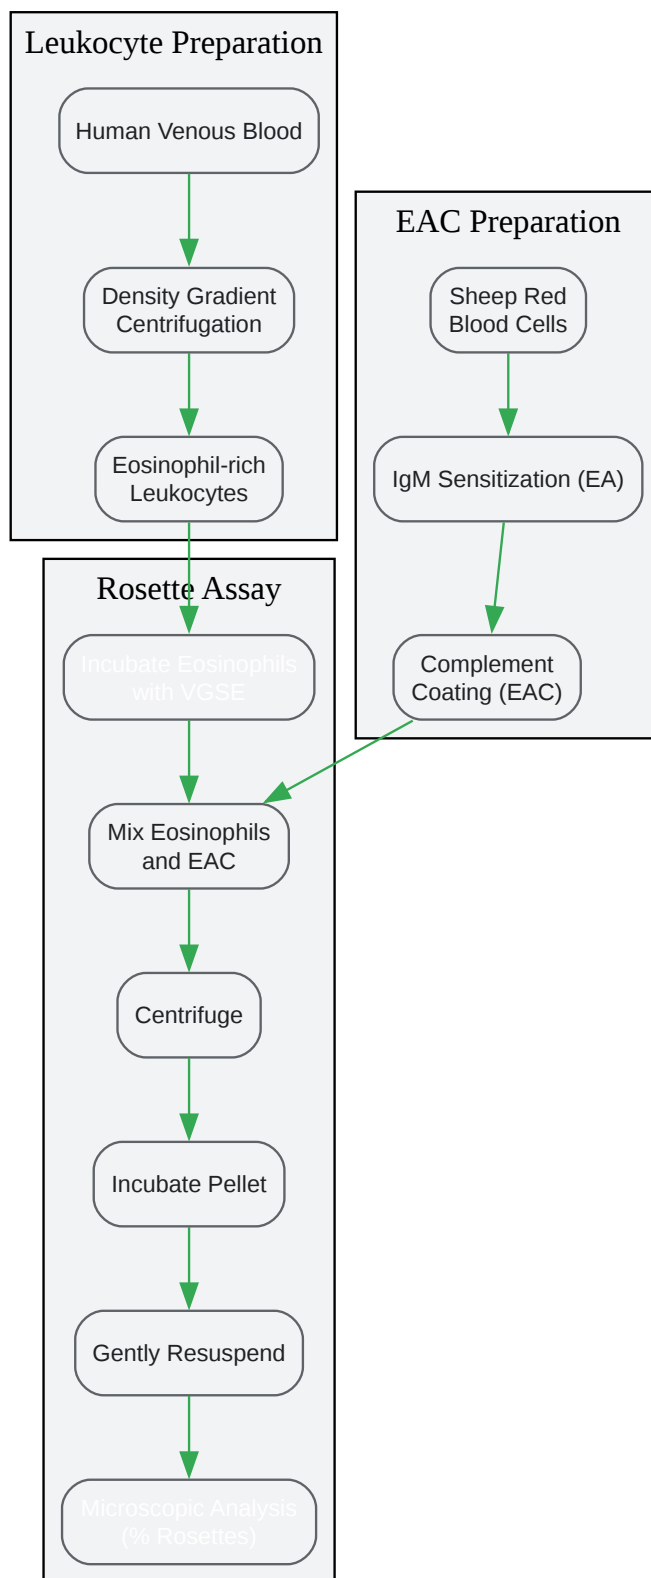 Leukocyte Preparation
Human Venous Blood
Density Gradient
Centrifugation
Eosinophil-rich
Leukocytes
EAC Preparation
Sheep Red
Blood Cells
IgM Sensitization (EA)
Complement
Coating (EAC)
Rosette Assay
Incubate Eosinophils
with VGSE
Mix Eosinophils
and EAC
Centrifuge
Incubate Pellet
Gently Resuspend
Microscopic Analysis
(% Rosettes)